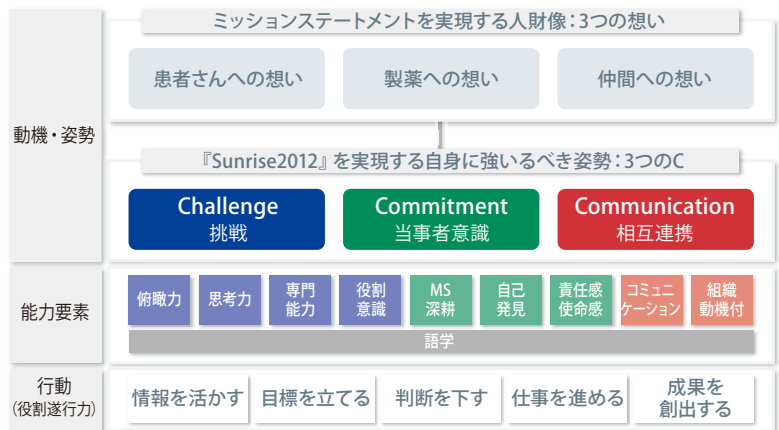 ミッションステートメントを実現する人財像：3つの想い
患者さんへの想い
製薬への想い
仲間への想い
動機・姿勢
『Sunrise2012』を実現する自身に強いるべき姿勢：3つのC
Challenge
挑戦
Commitment
当事者意識
Communication
相互連携
能力要素
俯瞰力
思考力
専門
能力
役割
意識
MS
深耕
自己
発見
責任感
使命感
コミュニ
ケーション
組織
動機付
語学
行動
(役割遂行力)
情報を活かす
目標を立てる
判断を下す
仕事を進める
成果を
創出する